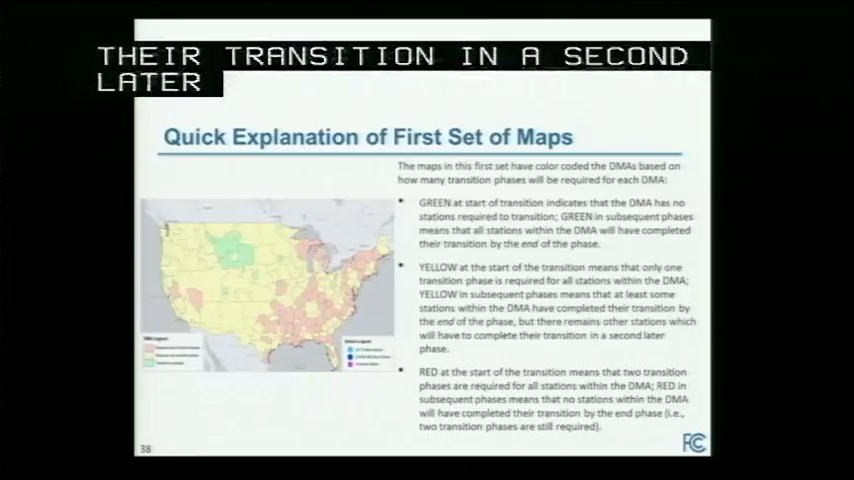 THEIR TRANSITION IN A SECOND
LATER
Quick Explanation of First Set of Maps
The maps in this first set have color coded the DMAs based on
how many transition phases will be required for each DMA:
• GREEN at start of transition indicates that the DMA has no
stations required to transition; GREEN in subsequent phases
means that all stations within the DMA will have completed
their transition by the end of the phase.
• YELLOW at the start of the transition means that only one
transition phase is required for all stations within the DMA;
YELLOW in subsequent phases means that at least some
stations within the DMA have completed their transition by
the end of the phase, but there remains other stations which
will have to complete their transition in a second later
phase.
• RED at the start of the transition means that two transition
phases are required for all stations within the DMA; RED in
subsequent phases means that no stations within the DMA
will have completed their transition by the end phase (i.e.,
two transition phases are still required).
38
FCC